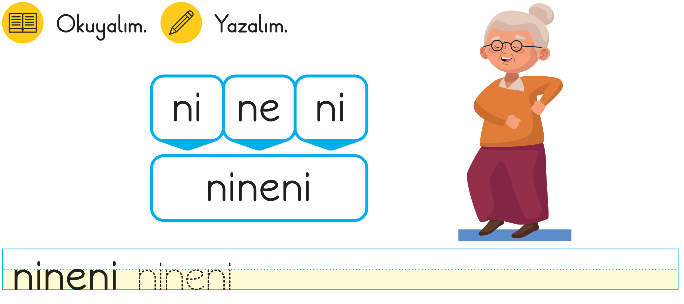 Okuyalım. Yazalım.
ni ne ni
nineni
nineni nineni